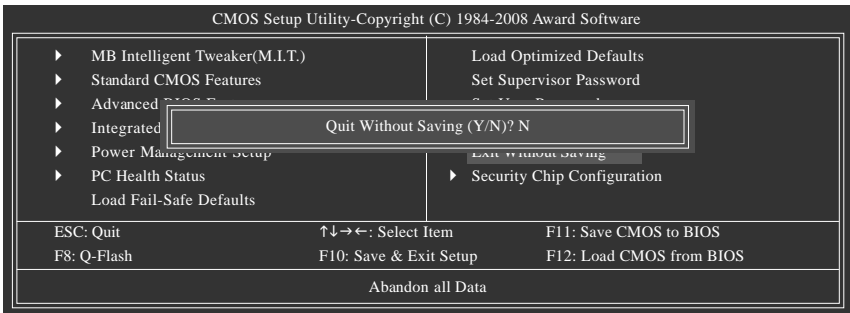 CMOS Setup Utility-Copyright (C) 1984-2008 Award Software
MB Intelligent Tweaker(M.I.T.)
Standard CMOS Features
Advanced
Integrated
Power Management Setup
PC Health Status
Load Fail-Safe Defaults
Load Optimized Defaults
Set Supervisor Password
Quit Without Saving (Y/N)? N
Exit Without Saving
Security Chip Configuration
ESC: Quit
↑↓→←: Select Item
F11: Save CMOS to BIOS
F8: Q-Flash
F10: Save & Exit Setup
F12: Load CMOS from BIOS
Abandon all Data